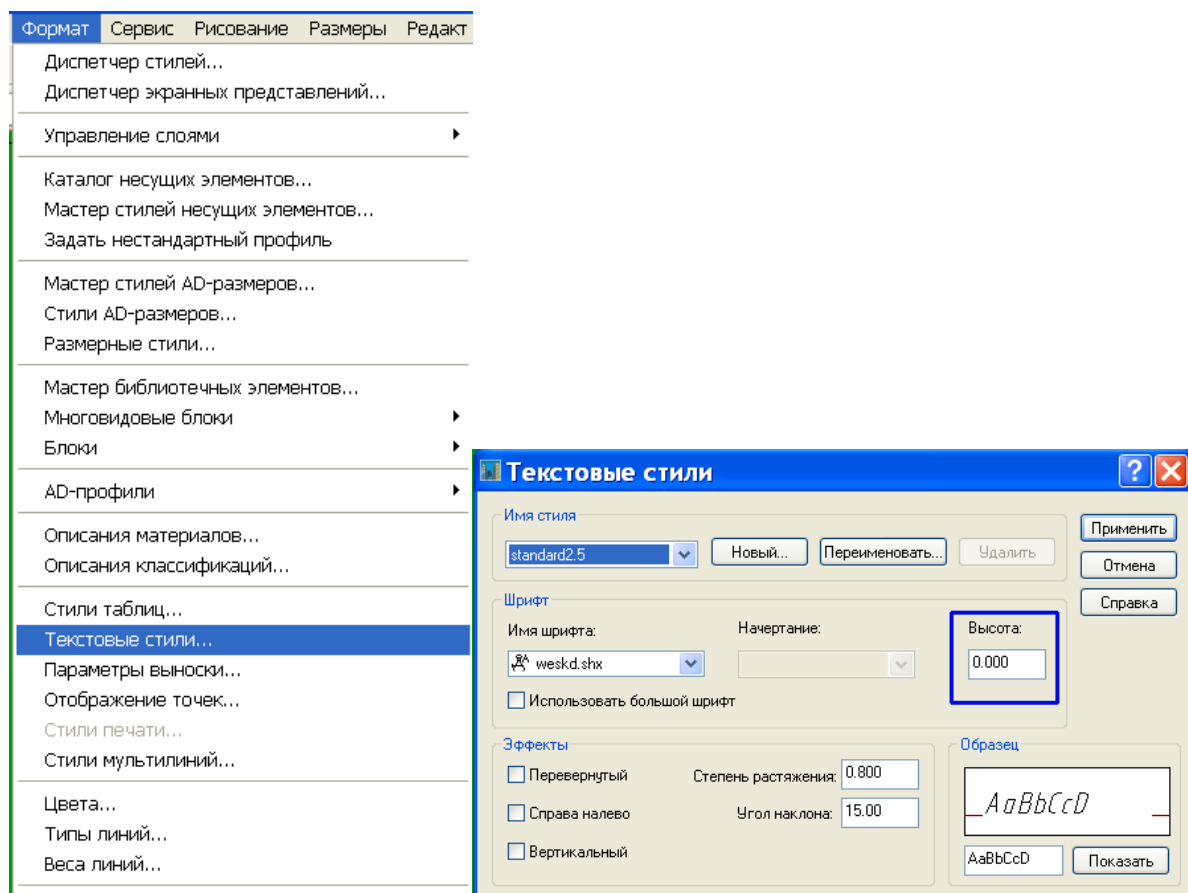 Формат Сервис Рисование Размеры Редакт
Диспетчер стилей...
Диспетчер экранных представлений...
Управление слоями
Каталог несущих элементов...
Мастер стилей несущих элементов...
Задать нестандартный профиль
Мастер стилей AD-размеров...
Стили AD-размеров...
Размерные стили...
Мастер библиотечных элементов...
Многовидовые блоки
Блоки
AD-профили
Описания материалов...
Описания классификаций...
Стили таблиц...
Текстовые стили...
Параметры выноски...
Отображение точек...
Стили печати...
Стили мультилиний...
Цвета...
Типы линий...
Веса линий...
Текстовые стили
Имя стиля
standard2.5 Новый... Переименовать... Удалить
Применить
Отмена
Справка
Шрифт
Имя шрифта: Начертание: Высота:
weskd.shx 0.000
Использовать большой шрифт
Эффекты
Перевернутый Степень растяжения: 0.800
Справа налево Угол наклона: 15.00
Вертикальный
Образец
AaBbCcD
AaBbCcD Показать